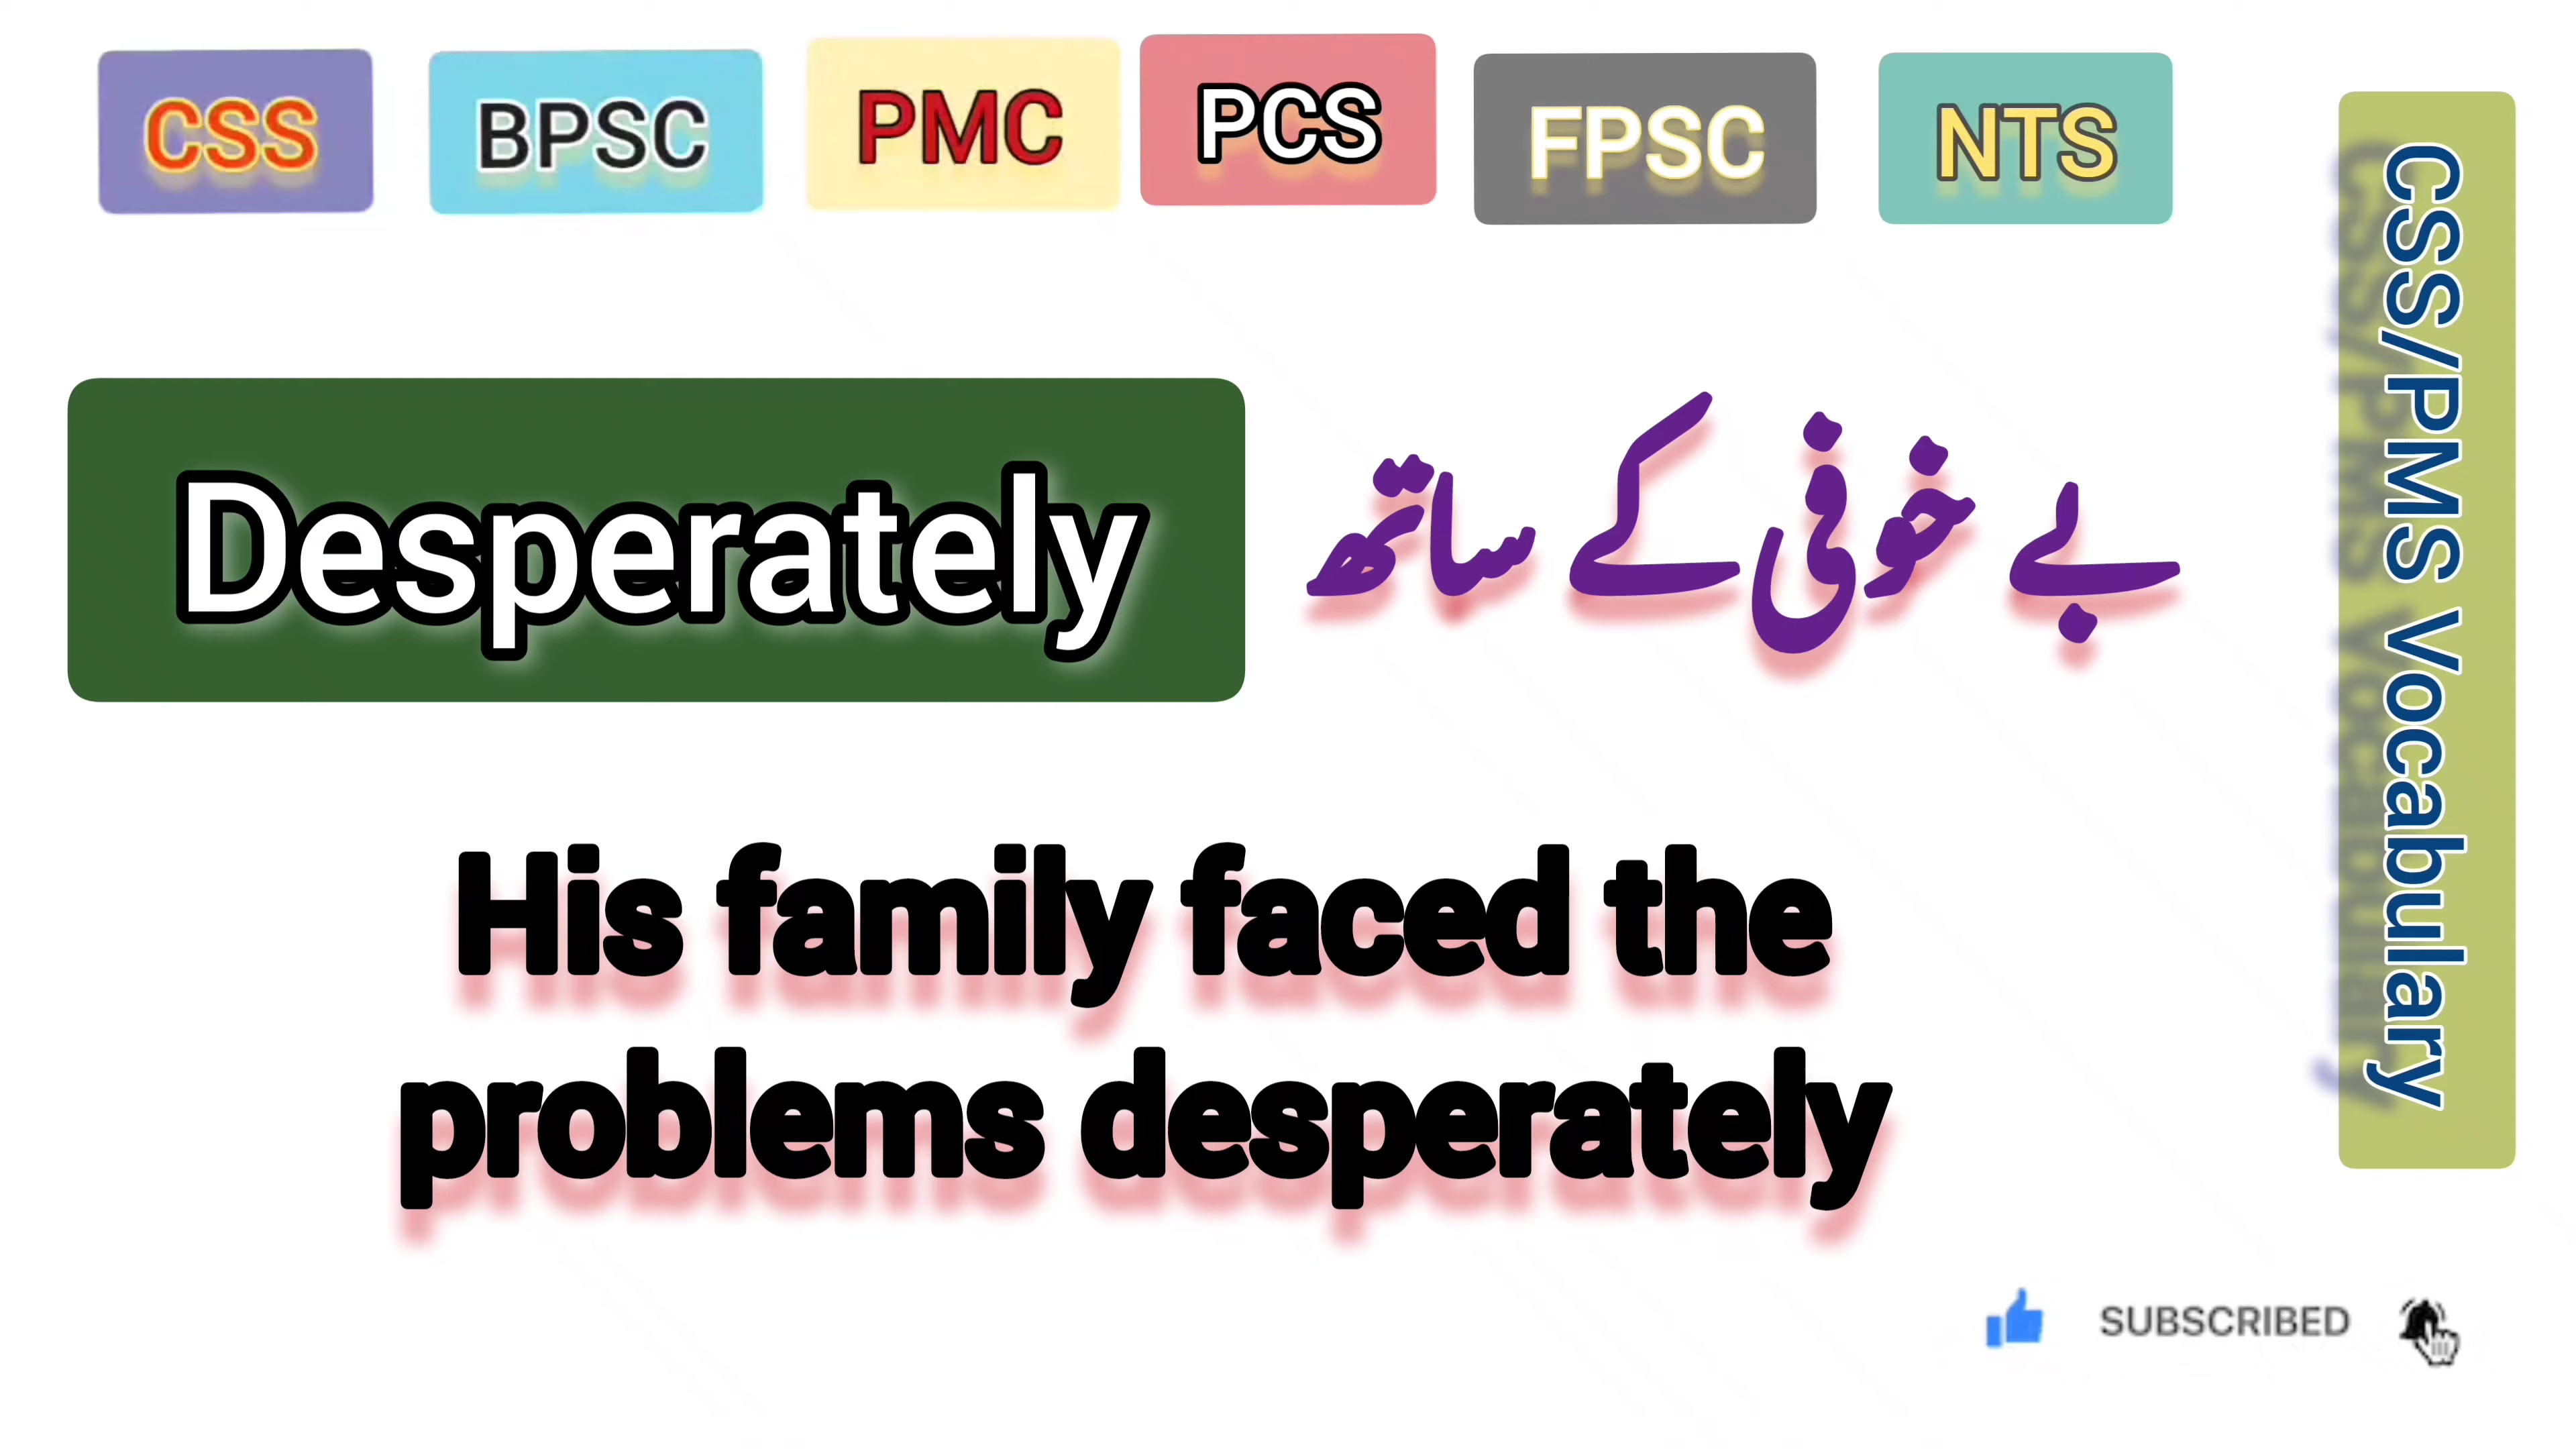 CSS
BPSC
PMC
PCS
FPSC
NTS
Desperately
بے خوفی کے ساتھ
His family faced the
problems desperately
CSS/PMS Vocabulary
SUBSCRIBED